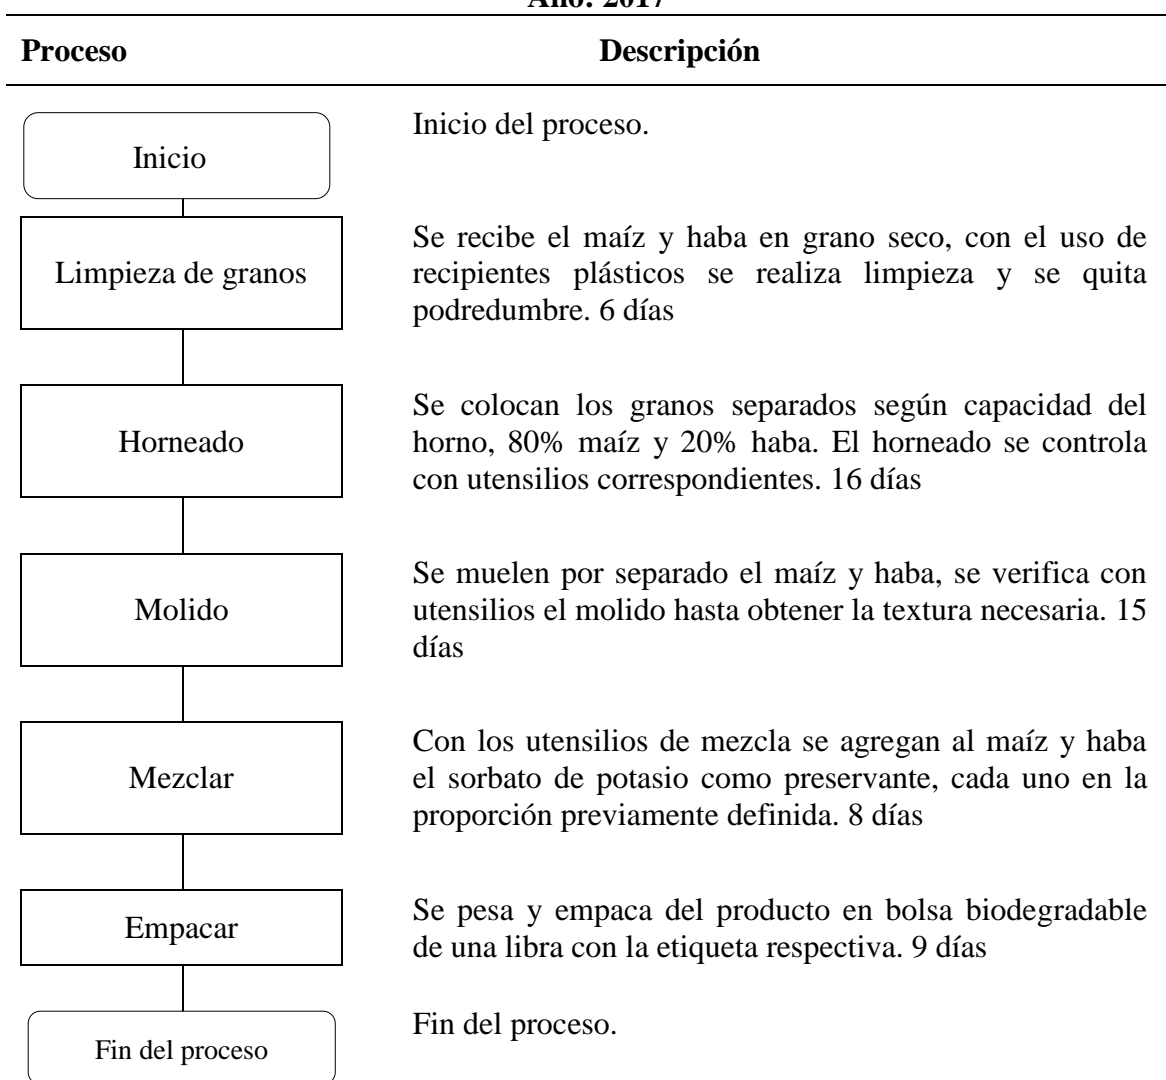 Año: 2017
Proceso Descripción
Inicio
Inicio del proceso.
Limpieza de granos
Se recibe el maíz y haba en grano seco, con el uso de
recipientes plásticos se realiza limpieza y se quita
podredumbre. 6 días
Horneado
Se colocan los granos separados según capacidad del
horno, 80% maíz y 20% haba. El horneado se controla
con utensilios correspondientes. 16 días
Molido
Se muelen por separado el maíz y haba, se verifica con
utensilios el molido hasta obtener la textura necesaria. 15
días
Mezclar
Con los utensilios de mezcla se agregan al maíz y haba
el sorbato de potasio como preservante, cada uno en la
proporción previamente definida. 8 días
Empacar
Se pesa y empaca del producto en bolsa biodegradable
de una libra con la etiqueta respectiva. 9 días
Fin del proceso
Fin del proceso.